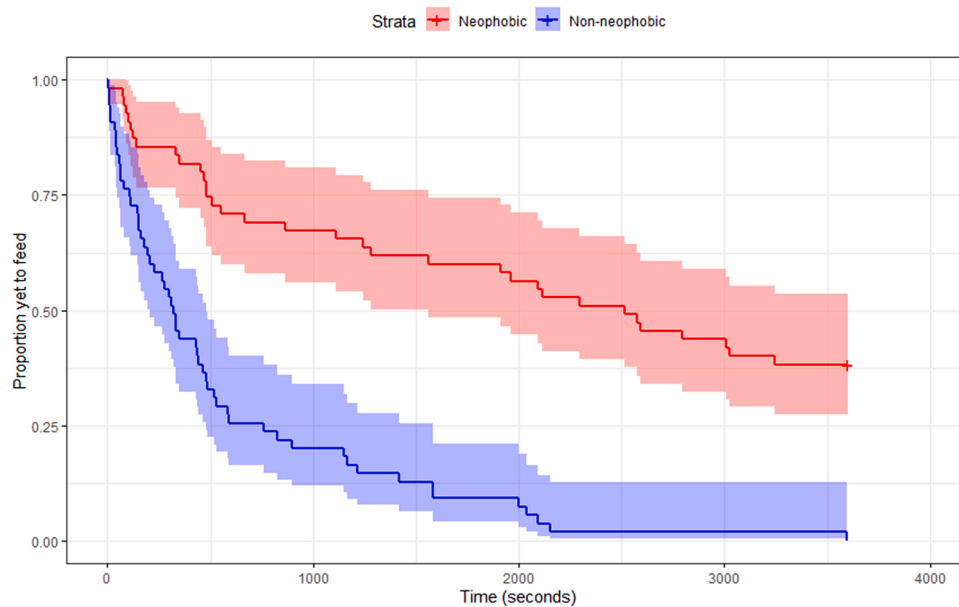 Strata Neophobic Non-neophobic
1.00
0.75
0.50
0.25
0.00
Proportion yet to feed
0 1000 2000 3000 4000
Time (seconds)